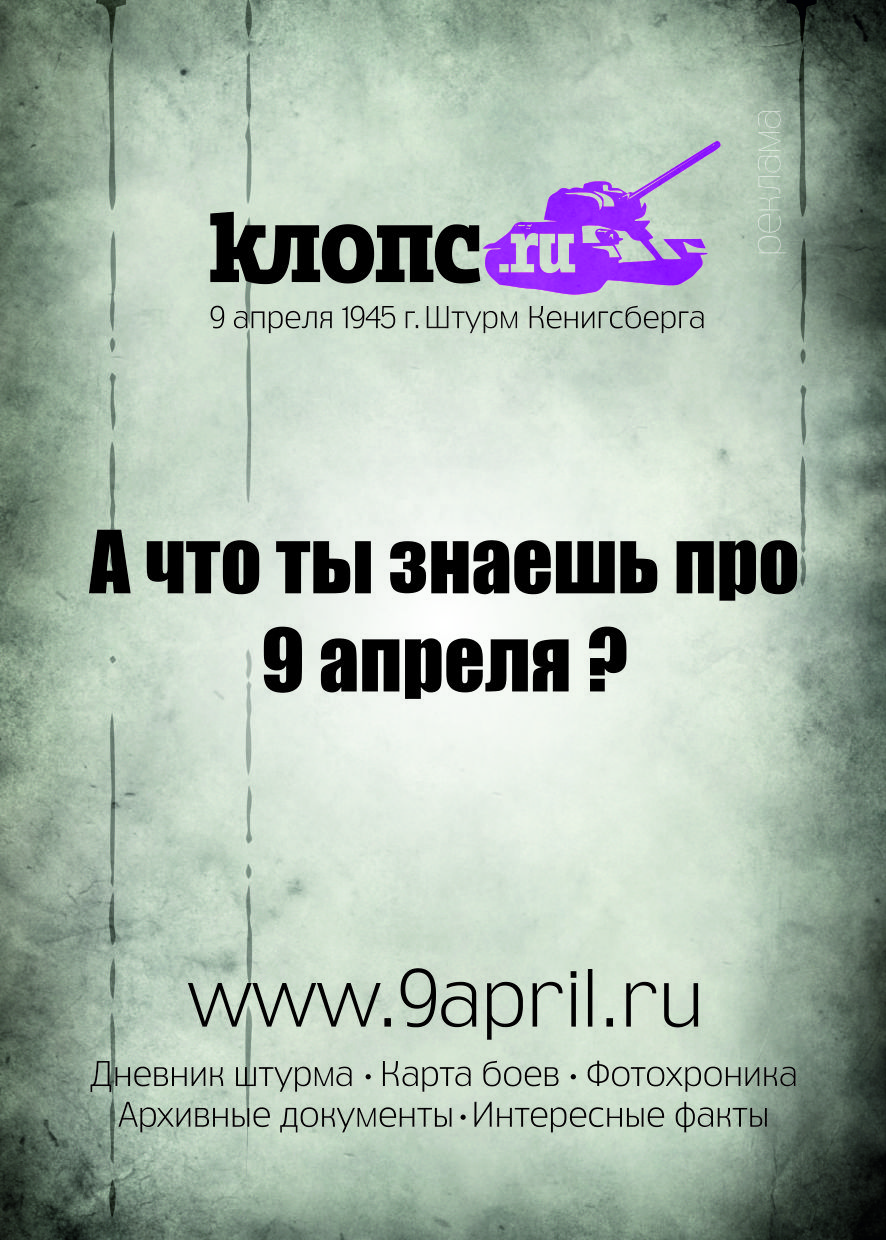 клопс.ru
реклама
9 апреля 1945 г. Штурм Кенигсберга
А что ты знаешь про
9 апреля ?
www.9april.ru
Дневник штурма · Карта боев · Фотохроника
Архивные документы · Интересные факты